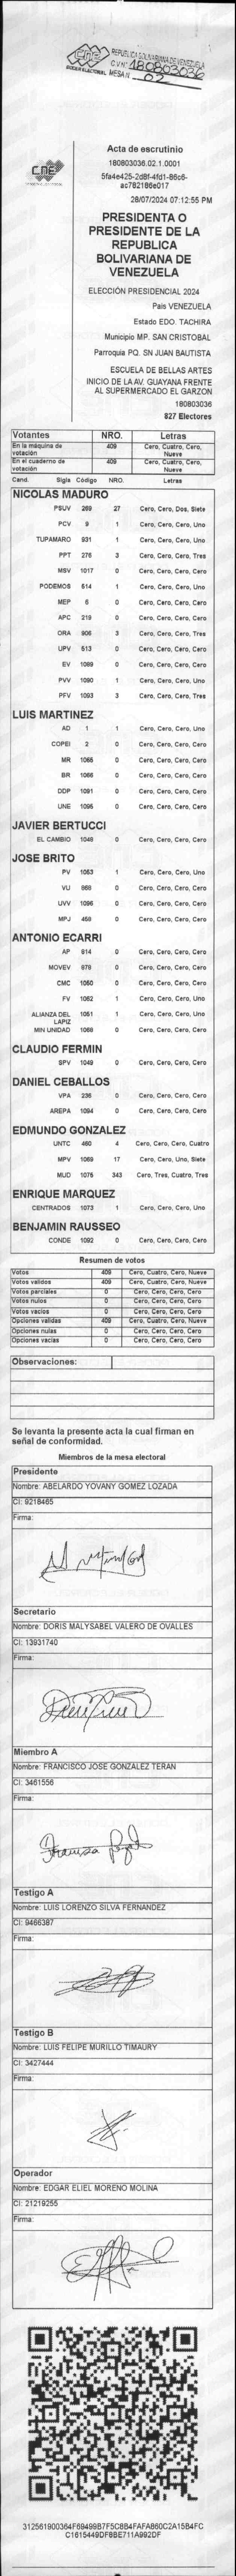 CNE
PODER ELECTORAL
REPUBLICA BOLIVARIANA DE VENEZUELA
C.V.Nº 180803036
MESA Nº 02
CNE
Acta de escrutinio
180803036.02.1.0001
5fa4e425-2d8f-4fd1-86c6-
ac782186e017
28/07/2024 07:12:55 PM
PRESIDENTA O
PRESIDENTE DE LA
REPUBLICA
BOLIVARIANA DE
VENEZUELA
ELECCIÓN PRESIDENCIAL 2024
País VENEZUELA
Estado EDO. TACHIRA
Municipio MP. SAN CRISTOBAL
Parroquia PQ. SN JUAN BAUTISTA
ESCUELA DE BELLAS ARTES
INICIO DE LA AV. GUAYANA FRENTE
AL SUPERMERCADO EL GARZON
180803036
827 Electores
Votantes NRO. Letras
En la máquina de votación 409 Cero, Cuatro, Cero, Nueve
En el cuaderno de votación 409 Cero, Cuatro, Cero, Nueve
Cand. Sigla Código NRO. Letras
NICOLAS MADURO
PSUV 269 27 Cero, Cero, Dos, Siete
PCV 9 1 Cero, Cero, Cero, Uno
TUPAMARO 931 1 Cero, Cero, Cero, Uno
PPT 276 3 Cero, Cero, Cero, Tres
MSV 1017 0 Cero, Cero, Cero, Cero
PODEMOS 514 1 Cero, Cero, Cero, Uno
MEP 6 0 Cero, Cero, Cero, Cero
APC 219 0 Cero, Cero, Cero, Cero
ORA 906 3 Cero, Cero, Cero, Tres
UPV 513 0 Cero, Cero, Cero, Cero
EV 1089 0 Cero, Cero, Cero, Cero
PVV 1090 1 Cero, Cero, Cero, Uno
PFV 1093 3 Cero, Cero, Cero, Tres
LUIS MARTINEZ
AD 1 1 Cero, Cero, Cero, Uno
COPEI 2 0 Cero, Cero, Cero, Cero
MR 1065 0 Cero, Cero, Cero, Cero
BR 1066 0 Cero, Cero, Cero, Cero
DDP 1091 0 Cero, Cero, Cero, Cero
UNE 1095 0 Cero, Cero, Cero, Cero
JAVIER BERTUCCI
EL CAMBIO 1048 0 Cero, Cero, Cero, Cero
JOSE BRITO
PV 1053 1 Cero, Cero, Cero, Uno
VU 868 0 Cero, Cero, Cero, Cero
UVV 1096 0 Cero, Cero, Cero, Cero
MPJ 458 0 Cero, Cero, Cero, Cero
ANTONIO ECARRI
AP 814 0 Cero, Cero, Cero, Cero
MOVEV 878 0 Cero, Cero, Cero, Cero
CMC 1050 0 Cero, Cero, Cero, Cero
FV 1062 1 Cero, Cero, Cero, Uno
ALIANZA DEL LAPIZ 1051 1 Cero, Cero, Cero, Uno
MIN UNIDAD 1088 0 Cero, Cero, Cero, Cero
CLAUDIO FERMIN
SPV 1049 0 Cero, Cero, Cero, Cero
DANIEL CEBALLOS
VPA 236 0 Cero, Cero, Cero, Cero
AREPA 1094 0 Cero, Cero, Cero, Cero
EDMUNDO GONZALEZ
UNTC 460 4 Cero, Cero, Cero, Cuatro
MPV 1069 17 Cero, Cero, Uno, Siete
MUD 1075 343 Cero, Tres, Cuatro, Tres
ENRIQUE MARQUEZ
CENTRADOS 1073 1 Cero, Cero, Cero, Uno
BENJAMIN RAUSSEO
CONDE 1092 0 Cero, Cero, Cero, Cero
Resumen de votos
Votos 409 Cero, Cuatro, Cero, Nueve
Votos validos 409 Cero, Cuatro, Cero, Nueve
Votos parciales 0 Cero, Cero, Cero, Cero
Votos nulos 0 Cero, Cero, Cero, Cero
Votos vacios 0 Cero, Cero, Cero, Cero
Opciones validas 409 Cero, Cuatro, Cero, Nueve
Opciones nulas 0 Cero, Cero, Cero, Cero
Opciones vacias 0 Cero, Cero, Cero, Cero
Observaciones:
Se levanta la presente acta la cual firman en
señal de conformidad.
Miembros de la mesa electoral
Presidente
Nombre: ABELARDO YOVANY GOMEZ LOZADA
CI: 9218465
Firma:
Secretario
Nombre: DORIS MALYSABEL VALERO DE OVALLES
CI: 13931740
Firma:
Miembro A
Nombre: FRANCISCO JOSE GONZALEZ TERAN
CI: 3461556
Firma:
Testigo A
Nombre: LUIS LORENZO SILVA FERNANDEZ
CI: 9466387
Firma:
Testigo B
Nombre: LUIS FELIPE MURILLO TIMAURY
CI: 3427444
Firma:
Operador
Nombre: EDGAR ELIEL MORENO MOLINA
CI: 21219255
Firma:
312561900364F69499B7F5C8B4FAFA860C2A15B4FC
C1615449DF8BE711A992DF